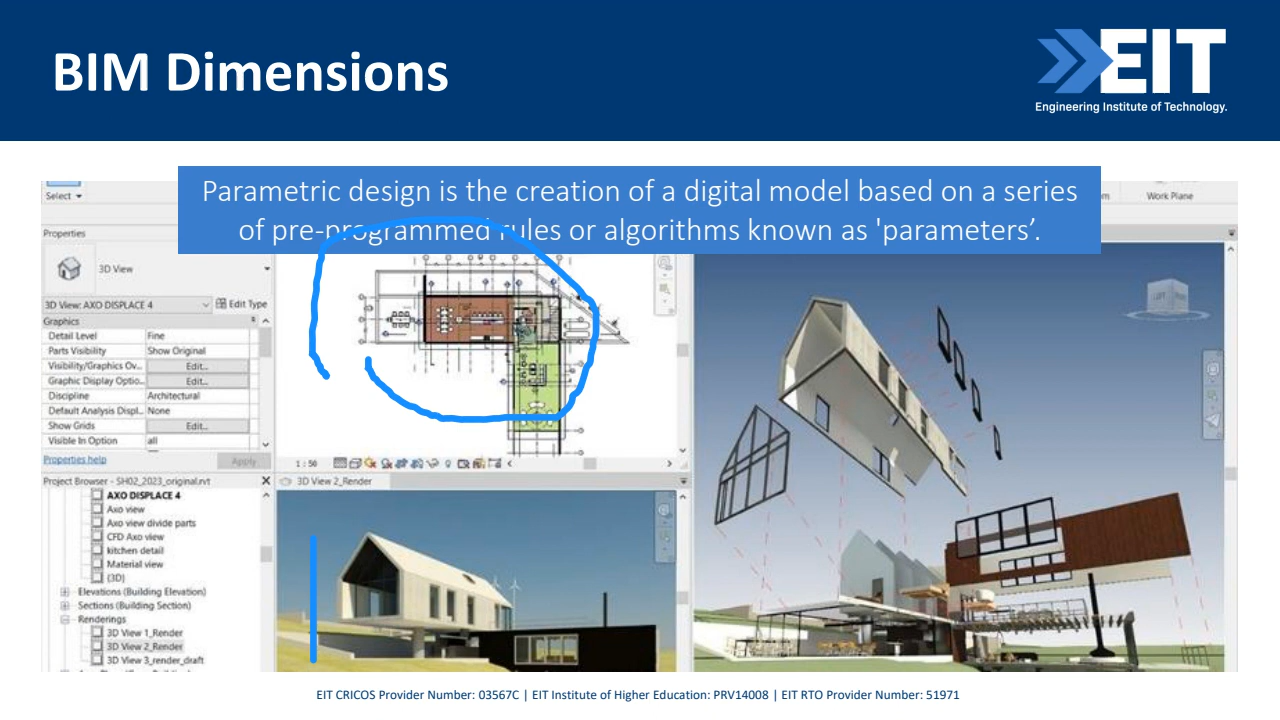 BIM Dimensions
EIT
Engineering Institute of Technology.
Parametric design is the creation of a digital model based on a series
of pre-programmed rules or algorithms known as 'parameters’.
Select
Work Plane
Properties
3D View
3D View: AXO DISPLACE 4
Edit Type
Graphics
Detail Level Fine
Parts Visibility Show Original
Visibility/Graphics Ov... Edit...
Graphic Display Optio... Edit...
Discipline Architectural
Default Analysis Displ... None
Show Grids Edit...
Visible In Option all
Properties help Apply
1 : 50
Project Browser - SH02_2023_original.rvt
AXO DISPLACE 4
Axo view
Axo view divide parts
CFD Axo view
kitchen detail
Material view
{3D}
Elevations (Building Elevation)
Sections (Building Section)
Renderings
3D View 1_Render
3D View 2_Render
3D View 3_render_draft
3D View 2_Render
EIT CRICOS Provider Number: 03567C | EIT Institute of Higher Education: PRV14008 | EIT RTO Provider Number: 51971